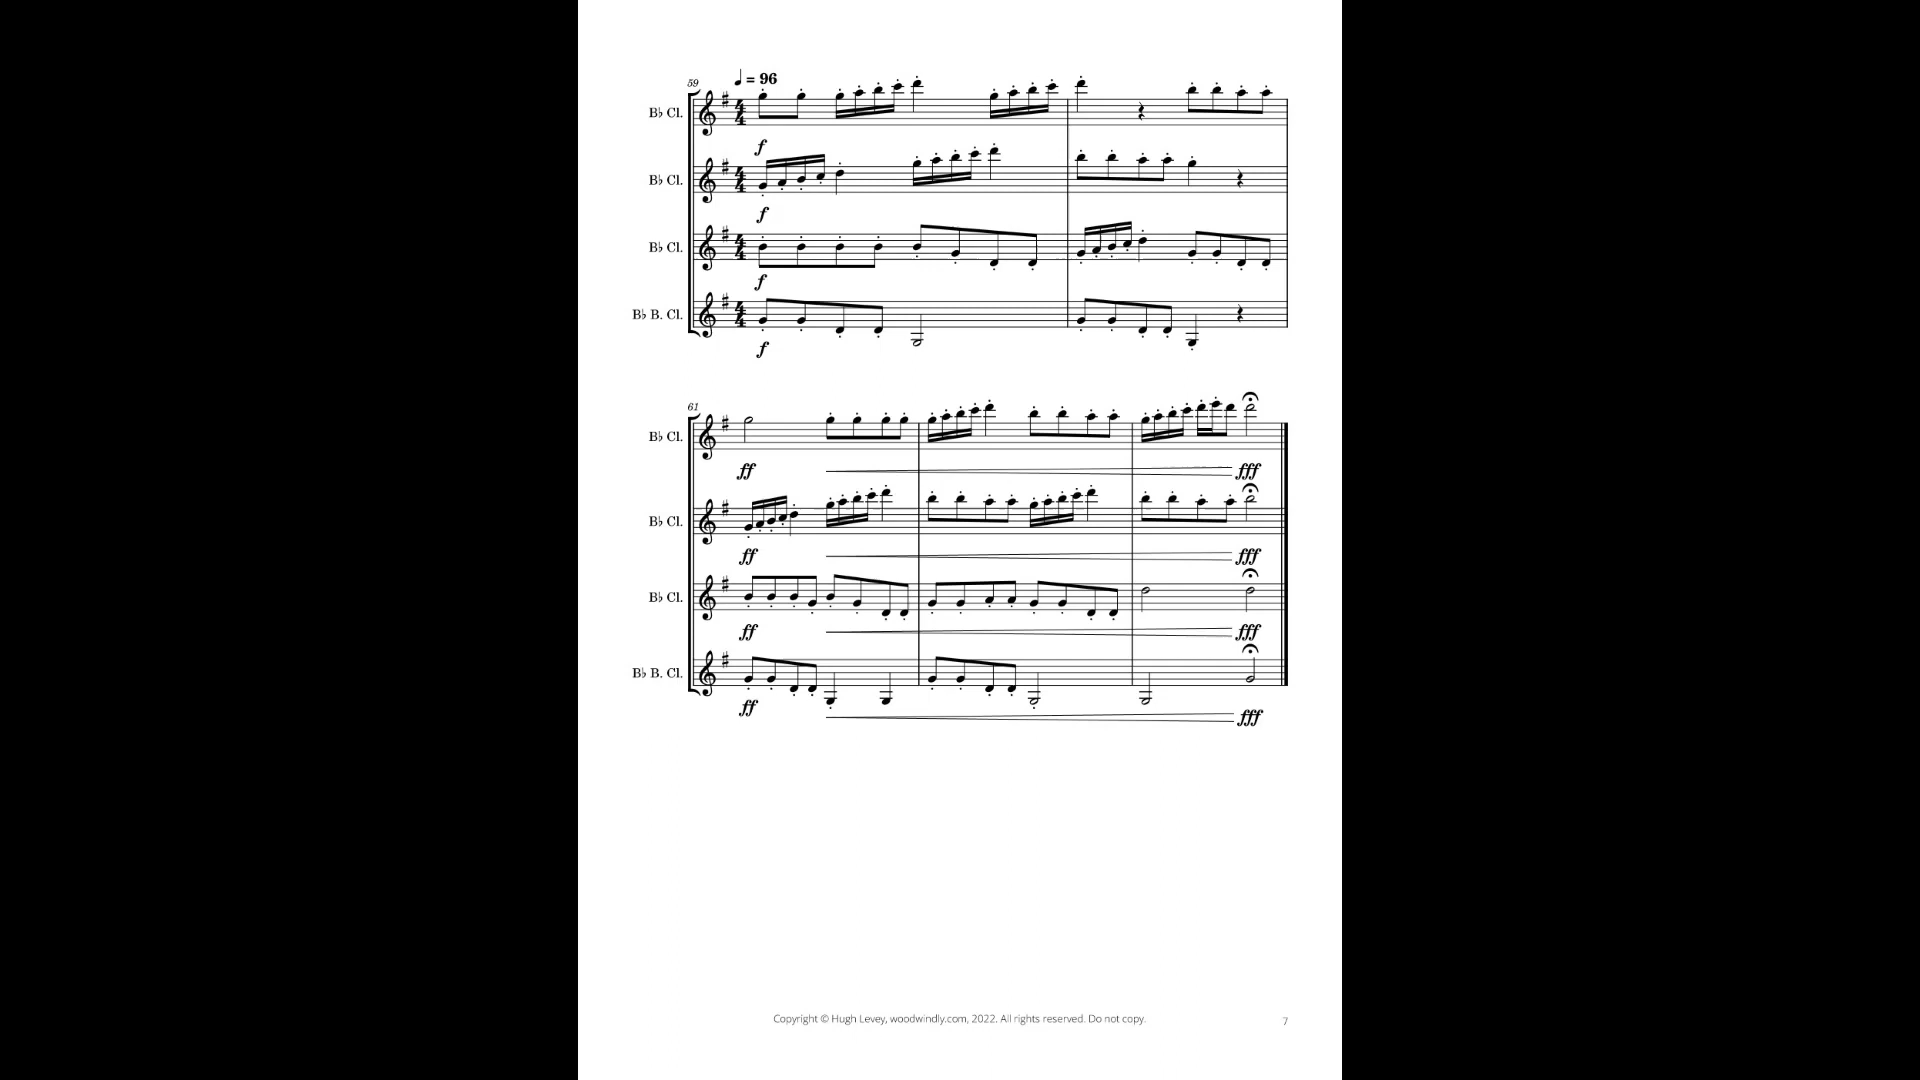 59
♩ = 96
B♭ Cl.
f
B♭ Cl.
f
B♭ Cl.
f
B♭ B. Cl.
f
61
B♭ Cl.
ff fff
B♭ Cl.
ff fff
B♭ Cl.
ff fff
B♭ B. Cl.
ff fff
Copyright © Hugh Levey, woodwindly.com, 2022. All rights reserved. Do not copy.
7